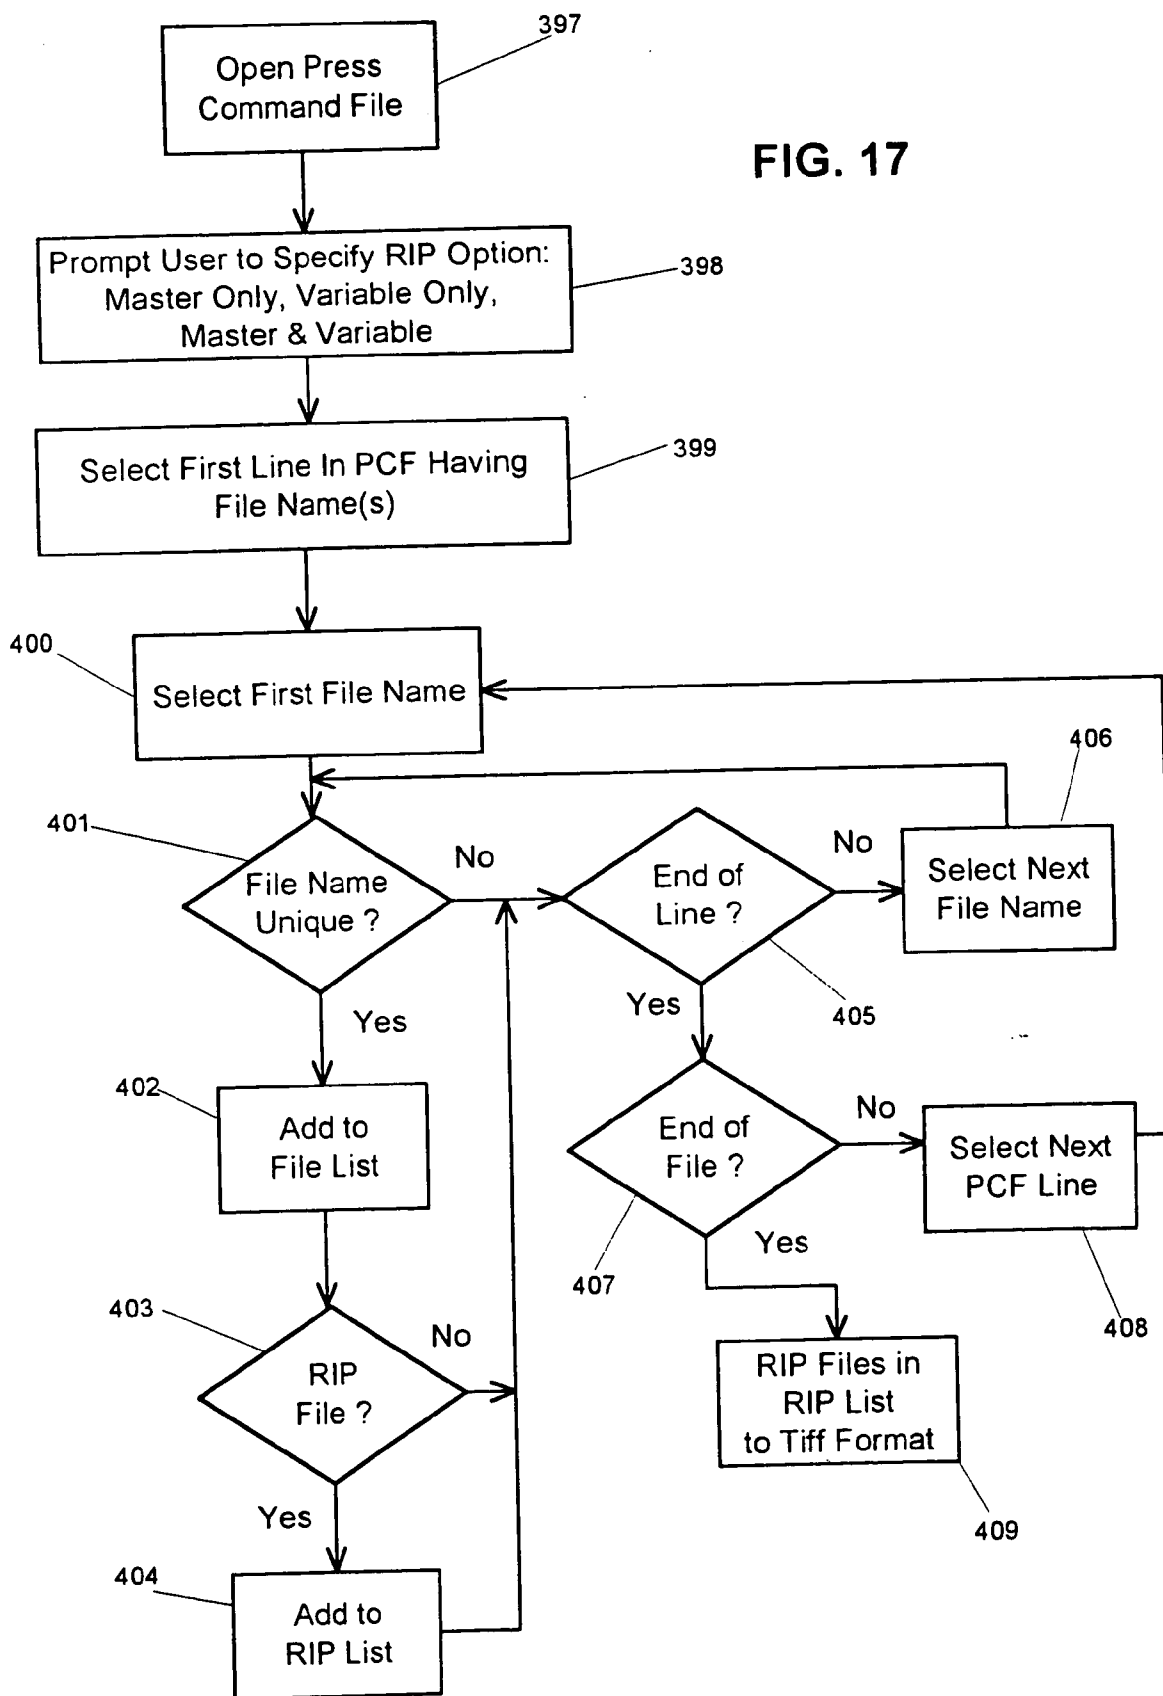 397
Open Press
Command File
FIG. 17
Prompt User to Specify RIP Option:
Master Only, Variable Only,
Master & Variable
398
Select First Line In PCF Having
File Name(s)
399
400
Select First File Name
406
401
File Name
Unique ?
No
End of
Line ?
No
Select Next
File Name
Yes
Yes
405
402
Add to
File List
End of
File ?
No
Select Next
PCF Line
407
Yes
408
403
RIP
File ?
No
RIP Files in
RIP List
to Tiff Format
Yes
409
404
Add to
RIP List